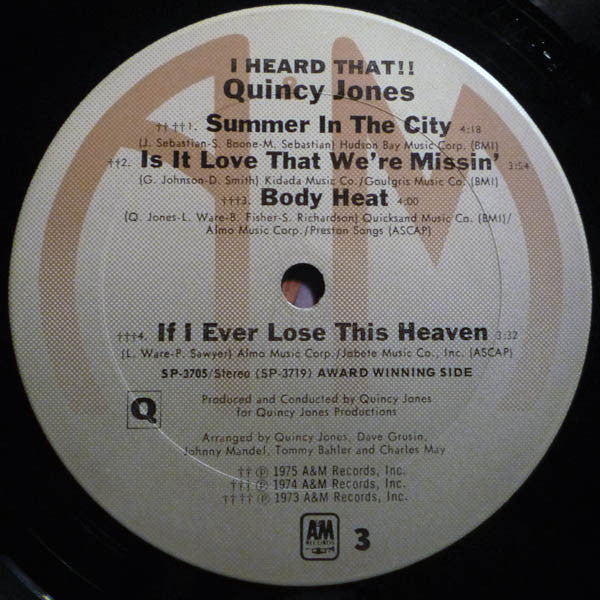 I HEARD THAT!!
Quincy Jones
†† ††1. Summer In The City 4:18
(J. Sebastian-S. Boone-M. Sebastian) Hudson Bay Music Corp. (BMI)
††2. Is It Love That We're Missin' 3:54
(G. Johnson-D. Smith) Kidada Music Co./Goulgris Music Co. (BMI)
†††3. Body Heat 4:00
(Q. Jones-L. Ware-B. Fisher-S. Richardson) Quicksand Music Co. (BMI)/
Almo Music Corp./Preston Songs (ASCAP)
†††4. If I Ever Lose This Heaven 3:32
(L. Ware-P. Sawyer) Almo Music Corp./Jobete Music Co., Inc. (ASCAP)
SP-3705/Stereo (SP-3719) AWARD WINNING SIDE
Q
Produced and Conducted by Quincy Jones
for Quincy Jones Productions
Arranged by Quincy Jones, Dave Grusin,
Johnny Mandel, Tommy Bahler and Charles May
†† ℗ 1975 A&M Records, Inc.
††† ℗ 1974 A&M Records, Inc.
†† †† ℗ 1973 A&M Records, Inc.
A&M
RECORDS
3